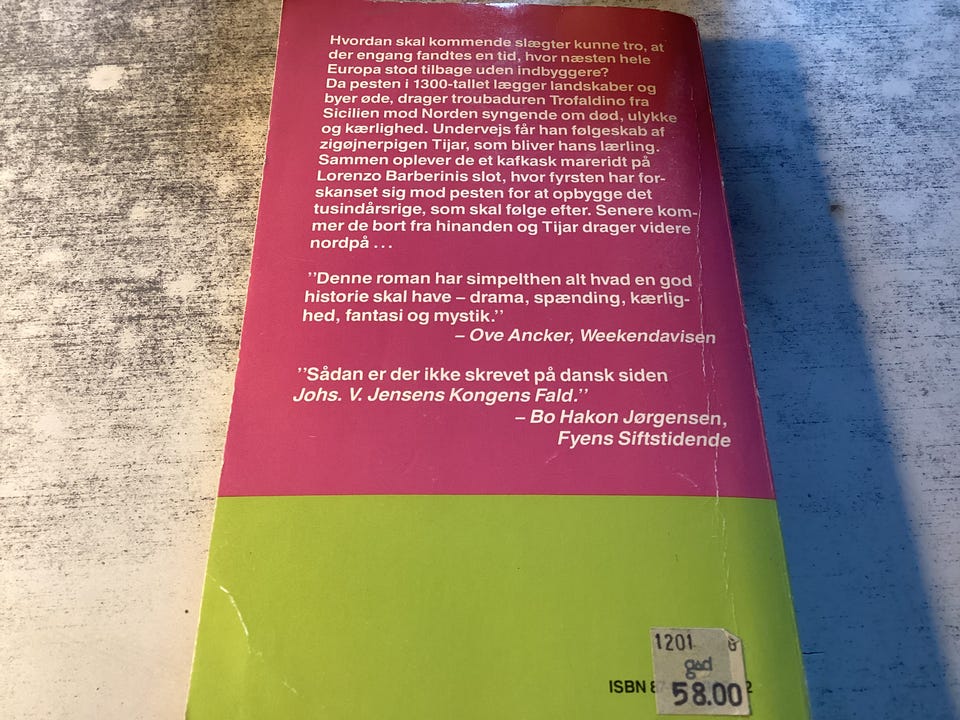 Hvordan skal kommende slægter kunne tro, at
der engang fandtes en tid, hvor næsten hele
Europa stod tilbage uden indbyggere?
Da pesten i 1300-tallet lægger landskaber og
byer øde, drager troubaduren Trofaldino fra
Sicilien mod Norden syngende om død, ulykke
og kærlighed. Undervejs får han følgeskab af
zigøjnerpigen Tijar, som bliver hans lærling.
Sammen oplever de et kafkask mareridt på
Lorenzo Barberinis slot, hvor fyrsten har for-
skanset sig mod pesten for at opbygge det
tusindårsrige, som skal følge efter. Senere kom-
mer de bort fra hinanden og Tijar drager videre
nordpå ...
"Denne roman har simpelthen alt hvad en god
historie skal have – drama, spænding, kærlig-
hed, fantasi og mystik."
– Ove Ancker, Weekendavisen
"Sådan er der ikke skrevet på dansk siden
Johs. V. Jensens Kongens Fald."
– Bo Hakon Jørgensen,
Fyens Siftstidende
1201 6
gad
ISBN 8 2
58.00